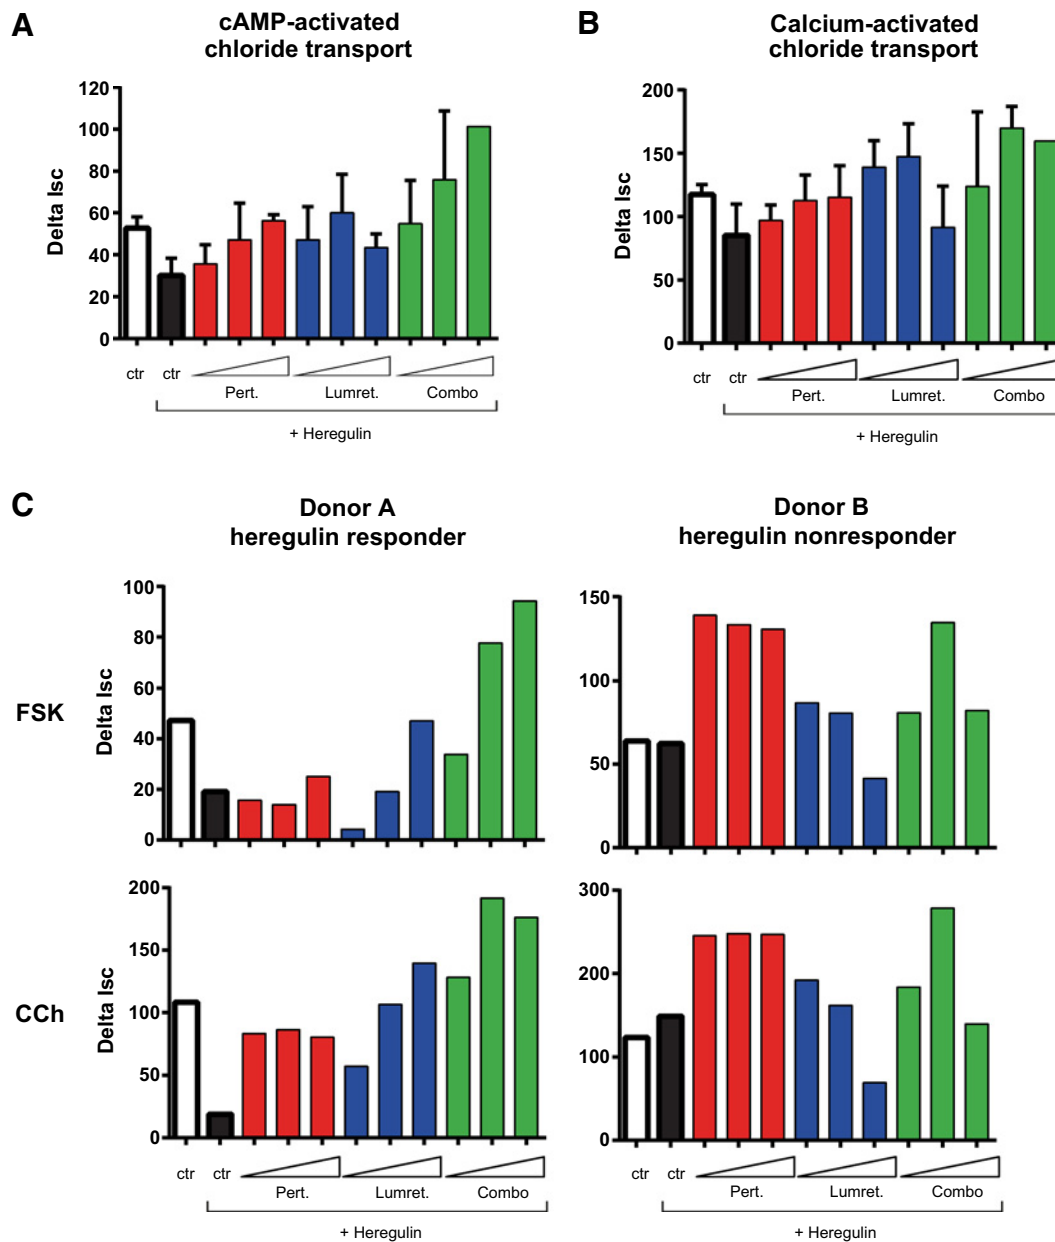 A
cAMP-activated
chloride transport
Delta Isc
120
100
80
60
40
20
0
ctr
ctr
Pert.
Lumret.
Combo
+ Heregulin
B
Calcium-activated
chloride transport
Delta Isc
200
150
100
50
0
ctr
ctr
Pert.
Lumret.
Combo
+ Heregulin
C
Donor A
heregulin responder
Donor B
heregulin nonresponder
FSK
Delta Isc
100
80
60
40
20
0
150
100
50
0
CCh
Delta Isc
200
150
100
50
0
ctr
ctr
Pert.
Lumret.
Combo
+ Heregulin
300
200
100
0
ctr
ctr
Pert.
Lumret.
Combo
+ Heregulin